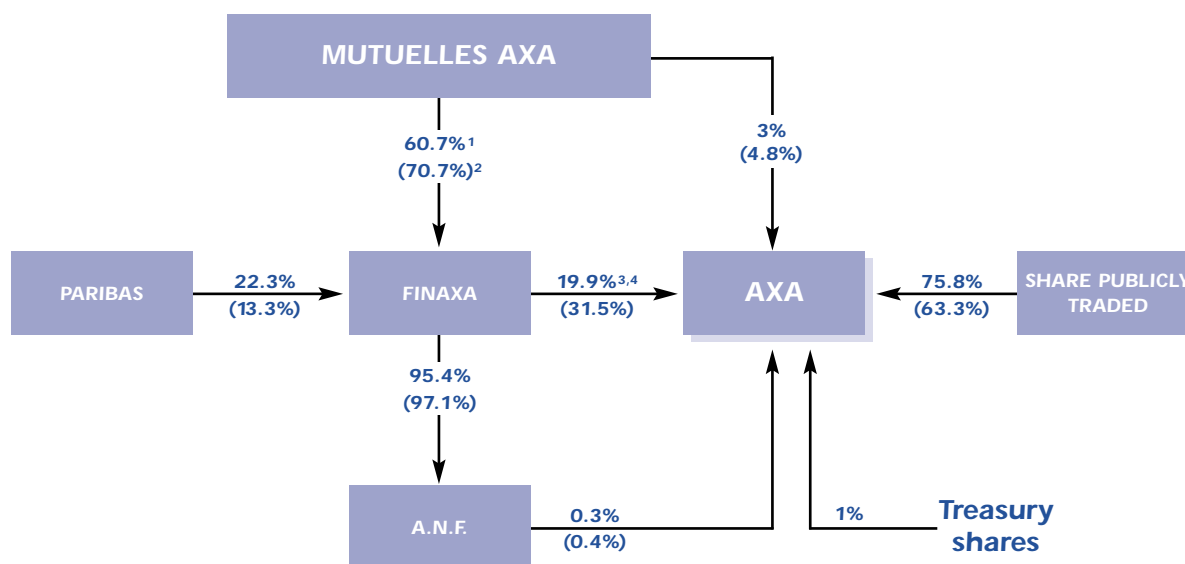 MUTUELLES AXA
60.7%¹
(70.7%)²
3%
(4.8%)
PARIBAS
22.3%
(13.3%)
FINAXA
19.9%³,⁴
(31.5%)
AXA
75.8%
(63.3%)
SHARE PUBLICLY
TRADED
95.4%
(97.1%)
A.N.F.
0.3%
(0.4%)
1%
Treasury
shares